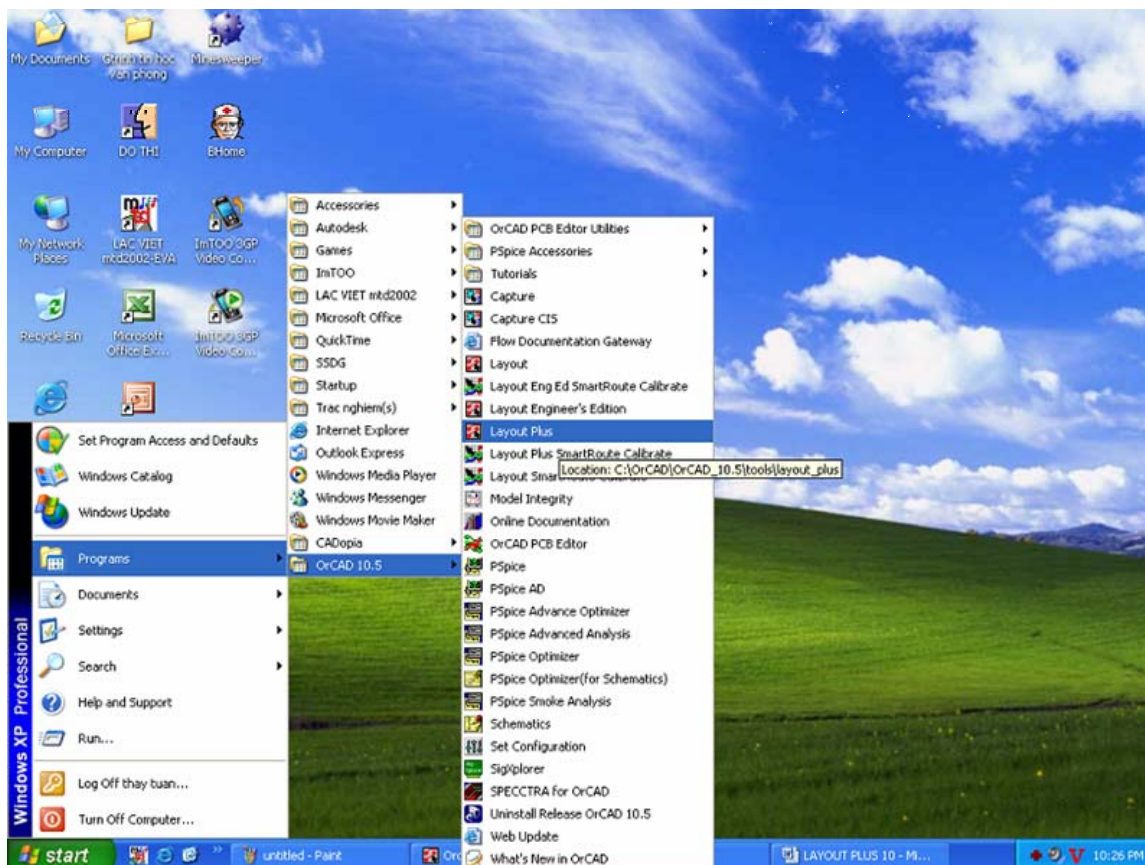 My Documents
Gtrinh tin hoc
van phong
Minesweeper
My Computer
DO THI
BHome
My Network
Places
LAC VIET
mtd2002-EVA
ImTOO 3GP
Video Co...
Recycle Bin
Microsoft
Office Ex...
ImTOO 3GP
Video Co...
Set Program Access and Defaults
Windows Catalog
Windows Update
Programs
Documents
Settings
Search
Help and Support
Run...
Log Off thay tuan...
Turn Off Computer...
Windows XP Professional
Accessories
Autodesk
Games
ImTOO
LAC VIET mtd2002
Microsoft Office
QuickTime
SSDG
Startup
Trac nghiem(s)
Internet Explorer
Outlook Express
Windows Media Player
Windows Messenger
Windows Movie Maker
CADopia
OrCAD 10.5
OrCAD PCB Editor Utilities
PSpice Accessories
Tutorials
Capture
Capture CIS
Flow Documentation Gateway
Layout
Layout Eng Ed SmartRoute Calibrate
Layout Engineer's Edition
Layout Plus
Layout Plus SmartRoute Calibrate
Location: C:\OrCAD\OrCAD_10.5\tools\layout_plus
Layout SmartRoute Calibrate
Model Integrity
Online Documentation
OrCAD PCB Editor
PSpice
PSpice AD
PSpice Advance Optimizer
PSpice Advanced Analysis
PSpice Optimizer
PSpice Optimizer(for Schematics)
PSpice Smoke Analysis
Schematics
Set Configuration
SigXplorer
SPECCTRA for OrCAD
Uninstall Release OrCAD 10.5
Web Update
What's New in OrCAD
start
untitled - Paint
LAYOUT PLUS 10 - Mi...
10:26 PM